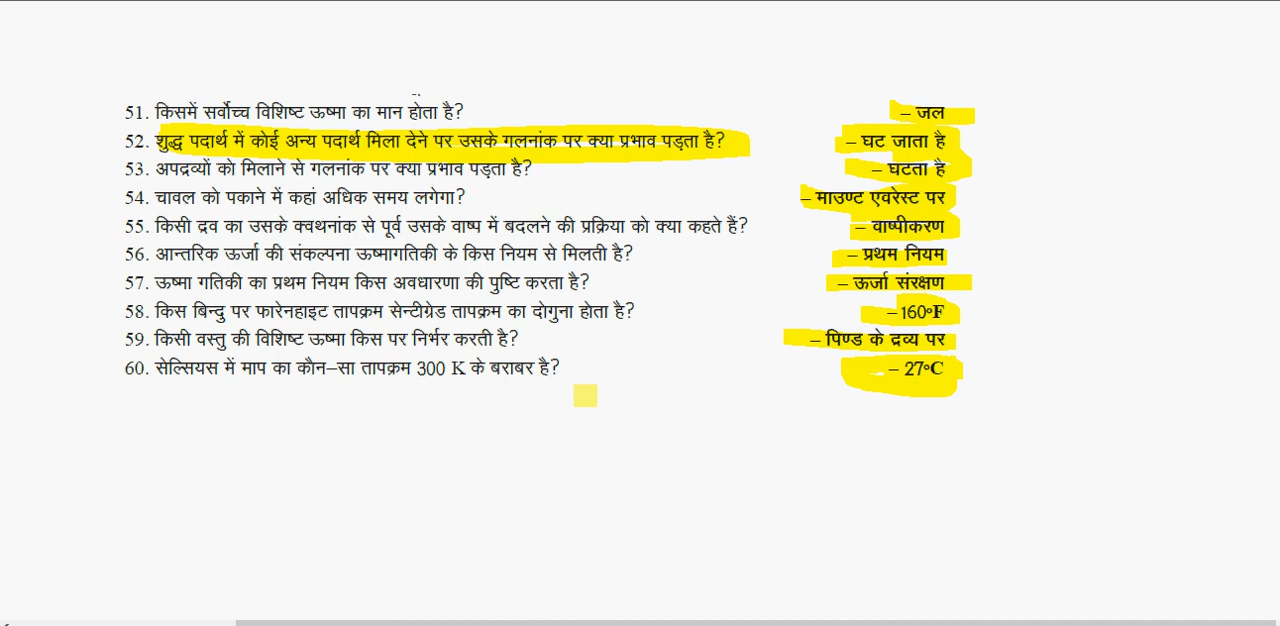 51. किसमें सर्वोच्च विशिष्ट ऊष्मा का मान होता है? – जल
52. शुद्ध पदार्थ में कोई अन्य पदार्थ मिला देने पर उसके गलनांक पर क्या प्रभाव पड़ता है? – घट जाता है
53. अपद्रव्यों को मिलाने से गलनांक पर क्या प्रभाव पड़ता है? – घटता है
54. चावल को पकाने में कहां अधिक समय लगेगा? – माउण्ट एवरेस्ट पर
55. किसी द्रव का उसके क्वथनांक से पूर्व उसके वाष्प में बदलने की प्रक्रिया को क्या कहते हैं? – वाष्पीकरण
56. आन्तरिक ऊर्जा की संकल्पना ऊष्मागतिकी के किस नियम से मिलती है? – प्रथम नियम
57. ऊष्मा गतिकी का प्रथम नियम किस अवधारणा की पुष्टि करता है? – ऊर्जा संरक्षण
58. किस बिन्दु पर फारेनहाइट तापक्रम सेन्टीग्रेड तापक्रम का दोगुना होता है? – 160°F
59. किसी वस्तु की विशिष्ट ऊष्मा किस पर निर्भर करती है? – पिण्ड के द्रव्य पर
60. सेल्सियस में माप का कौन–सा तापक्रम 300 K के बराबर है? – 27°C